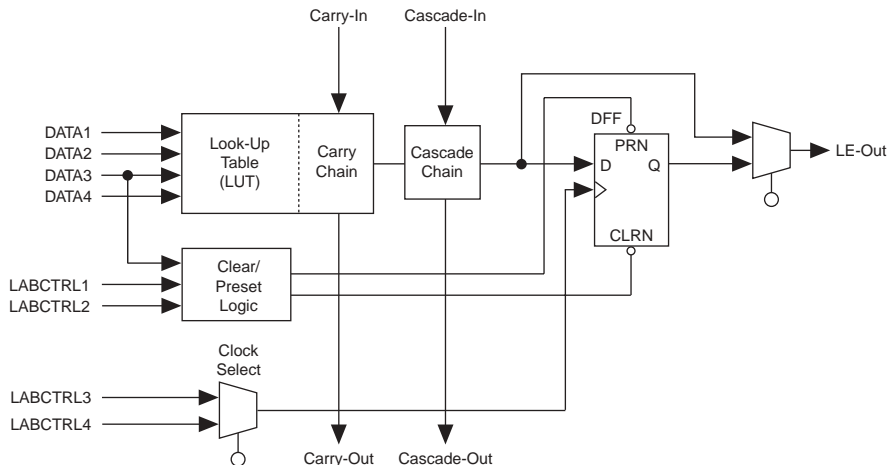 Carry-In
Cascade-In
DATA1
DATA2
DATA3
DATA4
Look-Up
Table
(LUT)
Carry
Chain
Cascade
Chain
DFF
PRN
D
Q
CLRN
LE-Out
LABCTRL1
LABCTRL2
Clear/
Preset
Logic
Clock
Select
LABCTRL3
LABCTRL4
Carry-Out
Cascade-Out